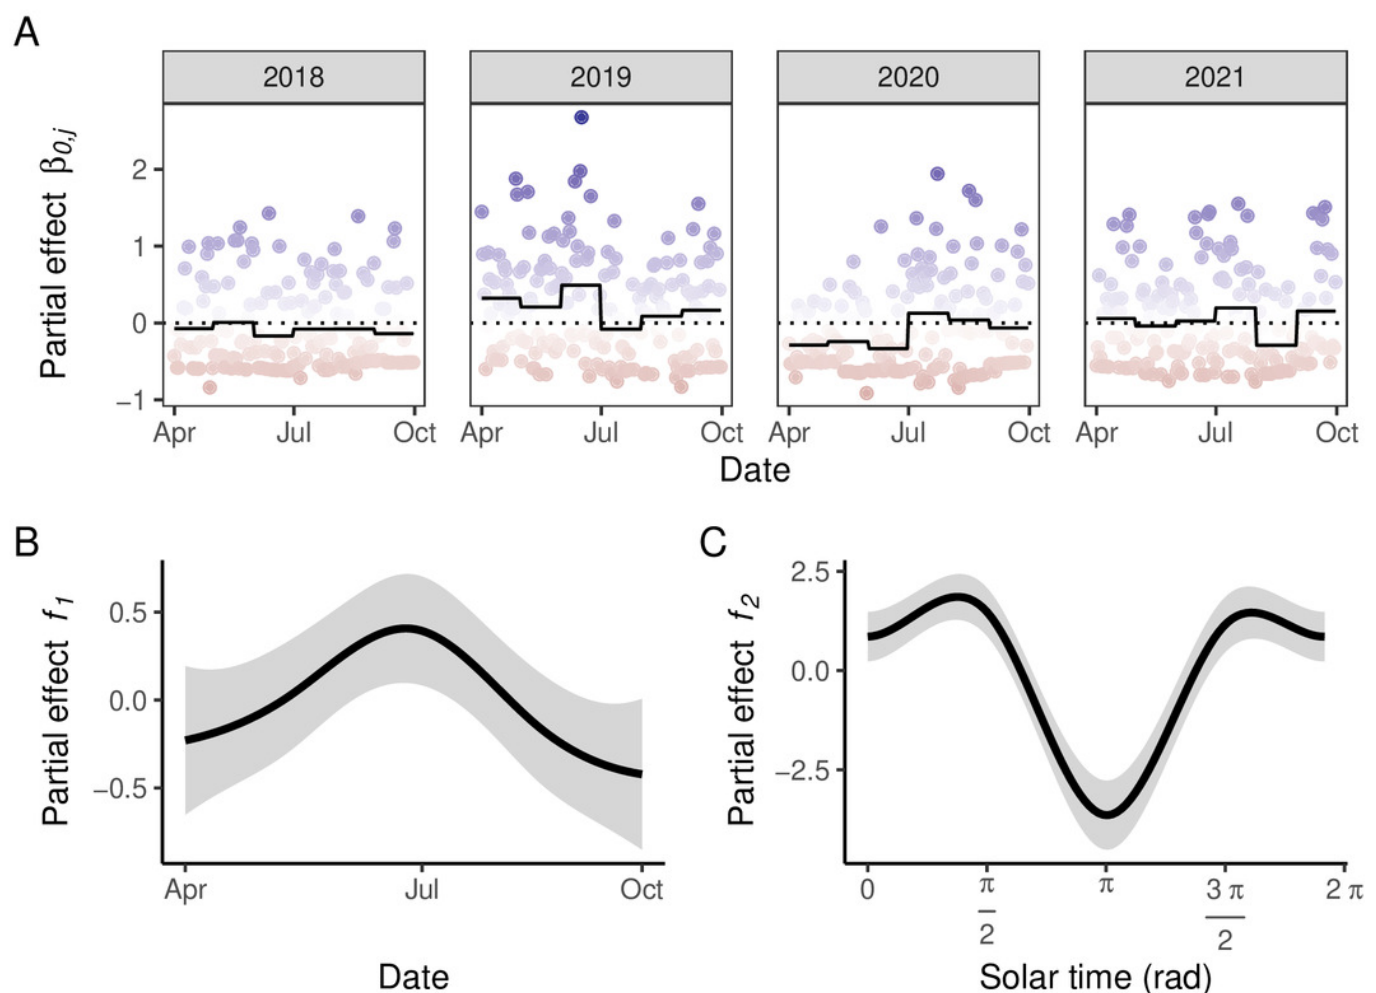 A
2018 2019 2020 2021
Partial effect β0,j
2
1
0
−1
Apr Jul Oct Apr Jul Oct Apr Jul Oct Apr Jul Oct
Date
B
Partial effect f1
0.5
0.0
−0.5
Apr Jul Oct
Date
C
Partial effect f2
2.5
0.0
−2.5
0 π/2 π 3 π/2 2 π
Solar time (rad)